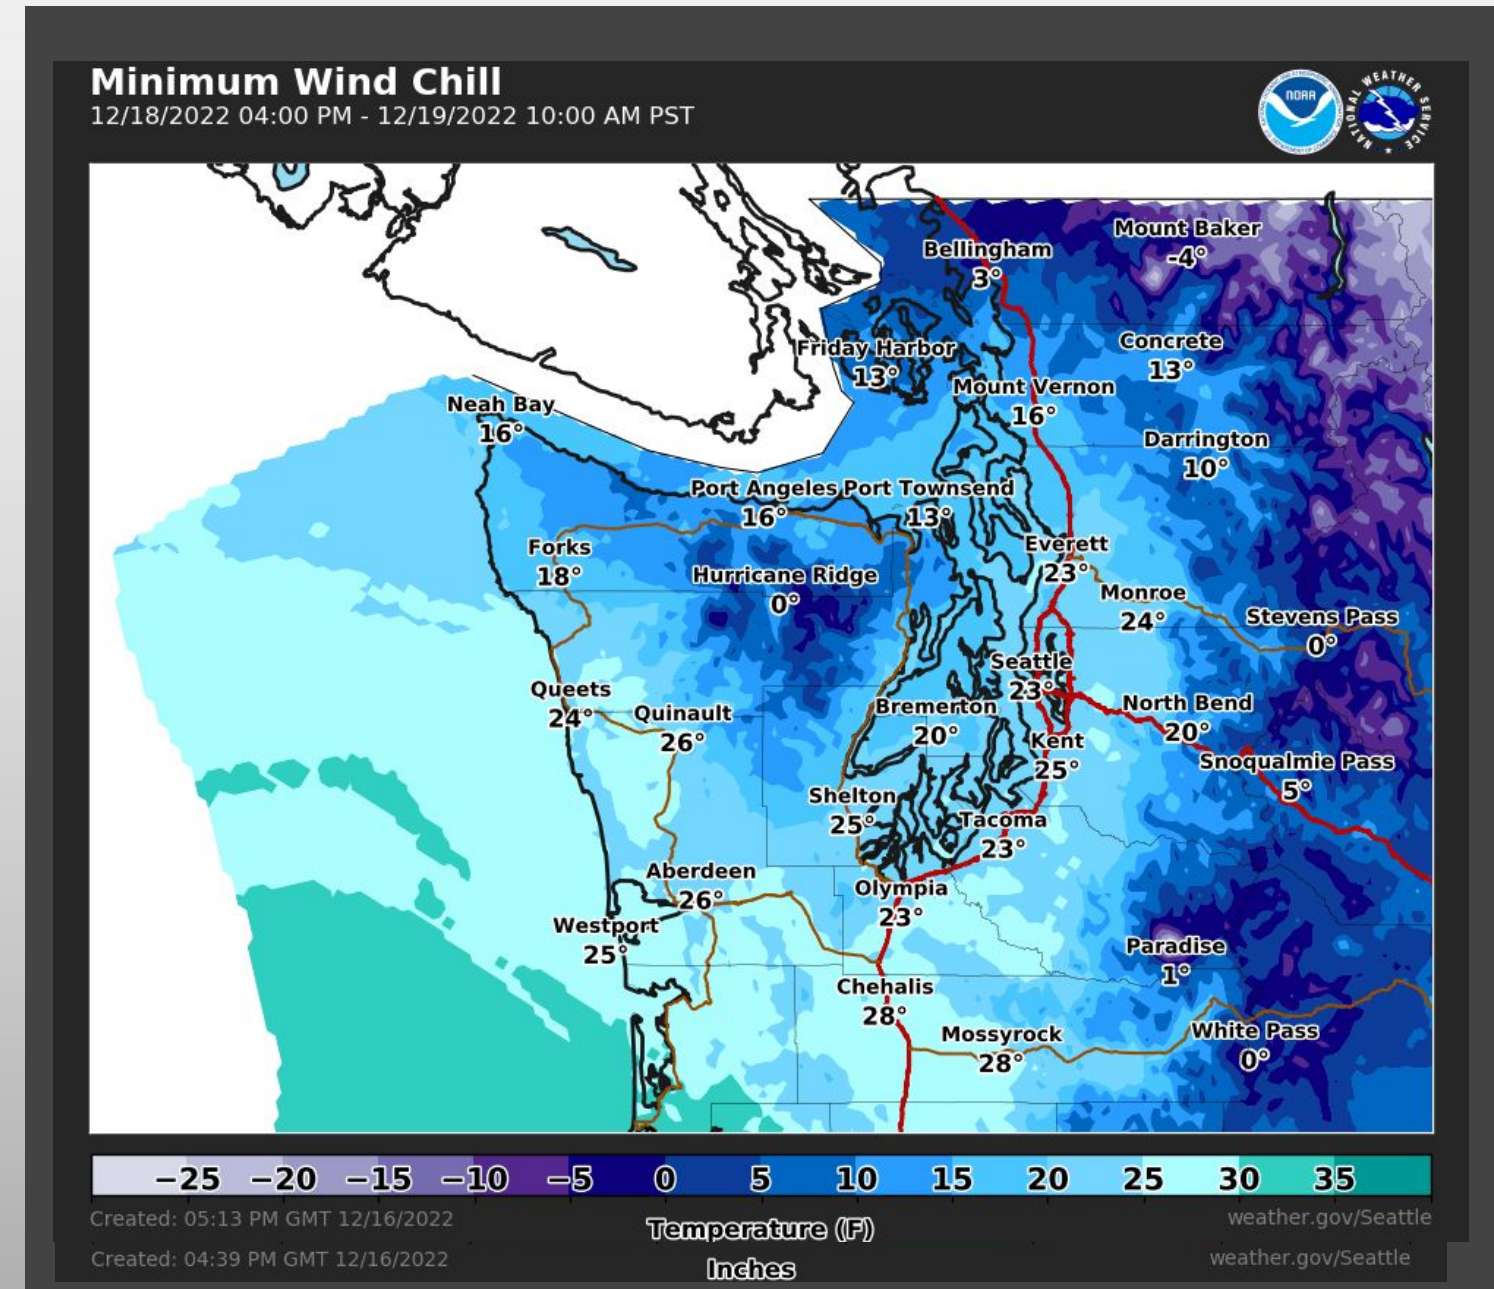 Minimum Wind Chill
12/18/2022 04:00 PM - 12/19/2022 10:00 AM PST
NOAA
NATIONAL WEATHER SERVICE
Mount Baker
-4°
Bellingham
3°
Friday Harbor
13°
Concrete
13°
Mount Vernon
16°
Neah Bay
16°
Darrington
10°
Port Angeles
16°
Port Townsend
13°
Forks
18°
Everett
23°
Hurricane Ridge
0°
Monroe
24°
Stevens Pass
0°
Seattle
23°
Queets
24°
Quinault
26°
Bremerton
20°
North Bend
20°
Kent
25°
Snoqualmie Pass
5°
Shelton
25°
Tacoma
23°
Aberdeen
26°
Olympia
23°
Westport
25°
Paradise
1°
Chehalis
28°
Mossyrock
28°
White Pass
0°
−25 −20 −15 −10 −5 0 5 10 15 20 25 30 35
Created: 05:13 PM GMT 12/16/2022
Temperature (F)
weather.gov/Seattle
Created: 04:39 PM GMT 12/16/2022
Inches
weather.gov/Seattle